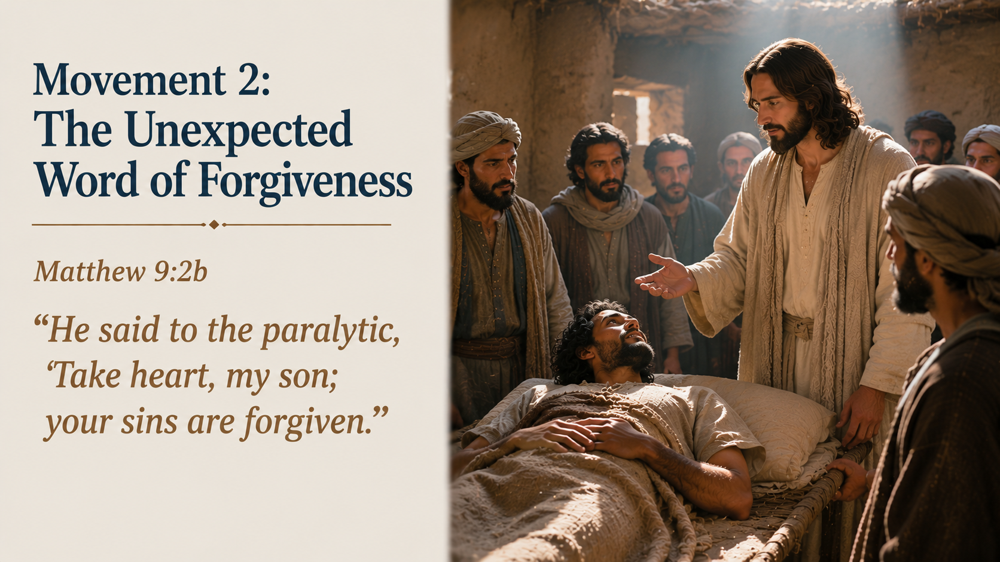 Movement 2:
The Unexpected
Word of Forgiveness
Matthew 9:2b
“He said to the paralytic,
‘Take heart, my son;
your sins are forgiven.”